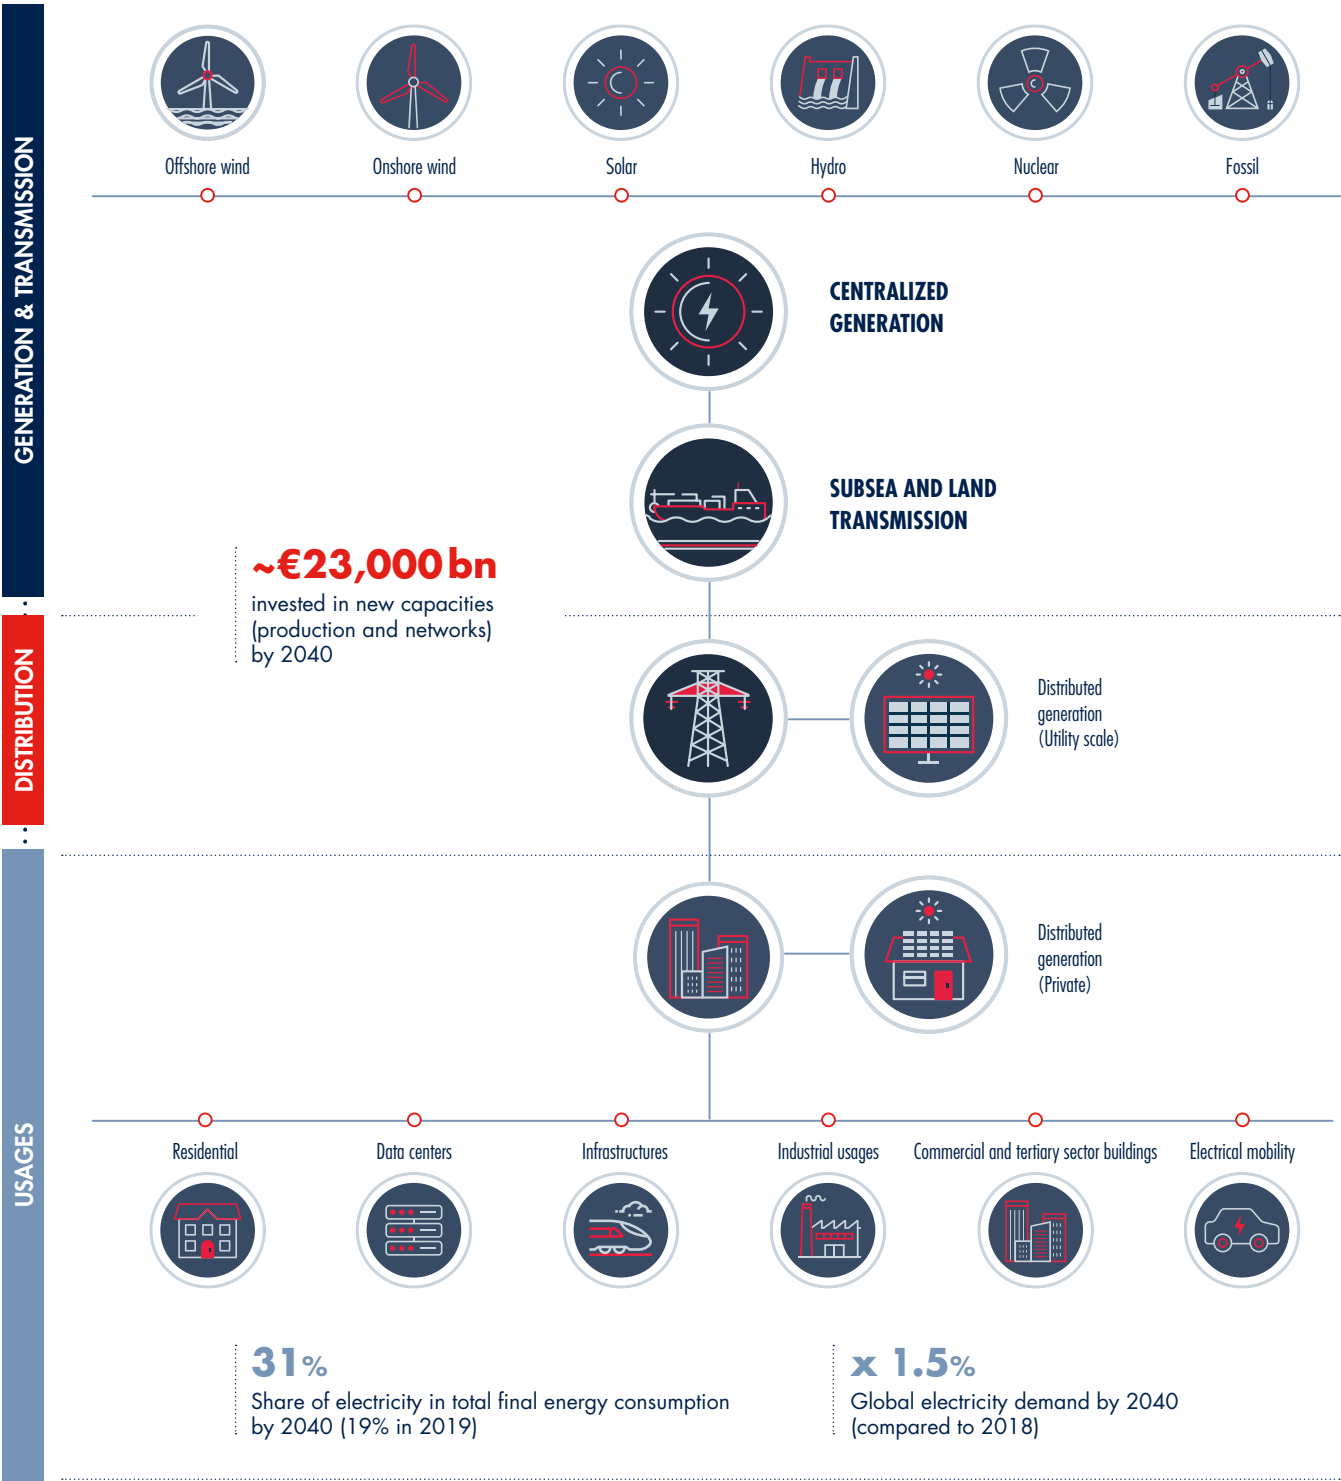 GENERATION & TRANSMISSION
Offshore wind
Onshore wind
Solar
Hydro
Nuclear
Fossil
CENTRALIZED
GENERATION
SUBSEA AND LAND
TRANSMISSION
~€23,000 bn
invested in new capacities
(production and networks)
by 2040
DISTRIBUTION
Distributed
generation
(Utility scale)
Distributed
generation
(Private)
USAGES
Residential
Data centers
Infrastructures
Industrial usages
Commercial and tertiary sector buildings
Electrical mobility
31%
Share of electricity in total final energy consumption
by 2040 (19% in 2019)
x 1.5%
Global electricity demand by 2040
(compared to 2018)